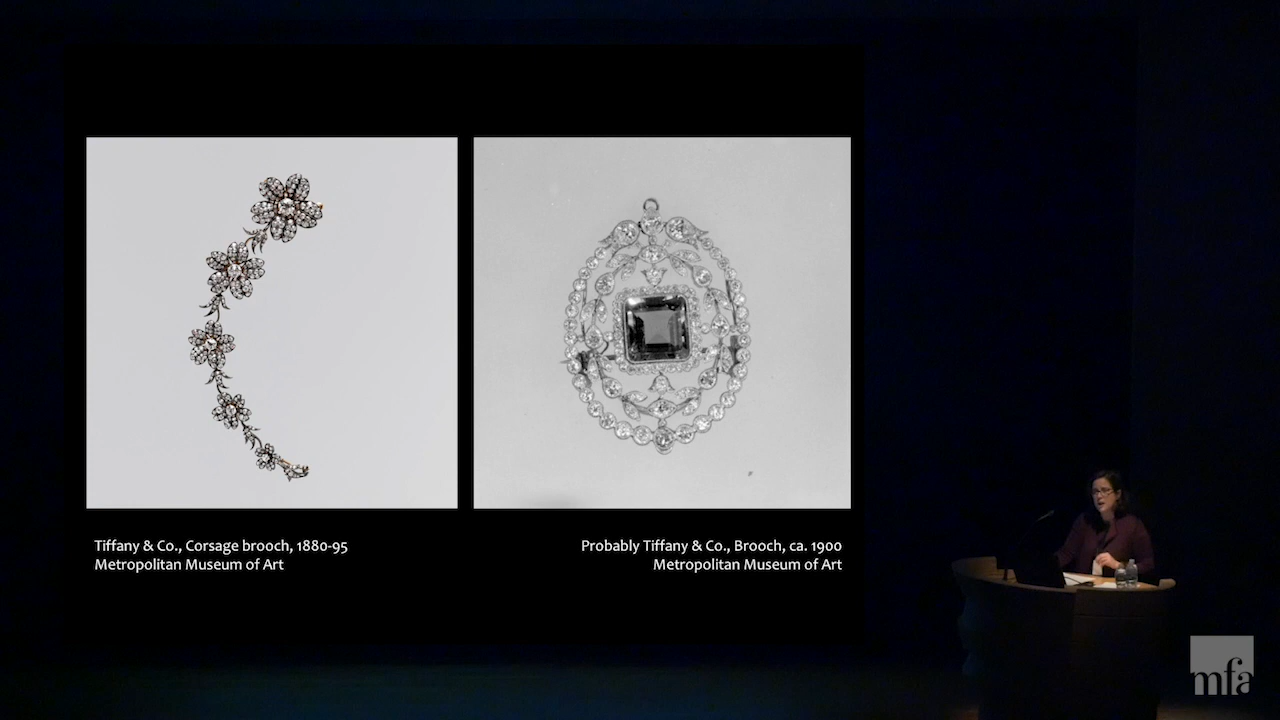 Tiffany & Co., Corsage brooch, 1880-95
Metropolitan Museum of Art
Probably Tiffany & Co., Brooch, ca. 1900
Metropolitan Museum of Art
mfa